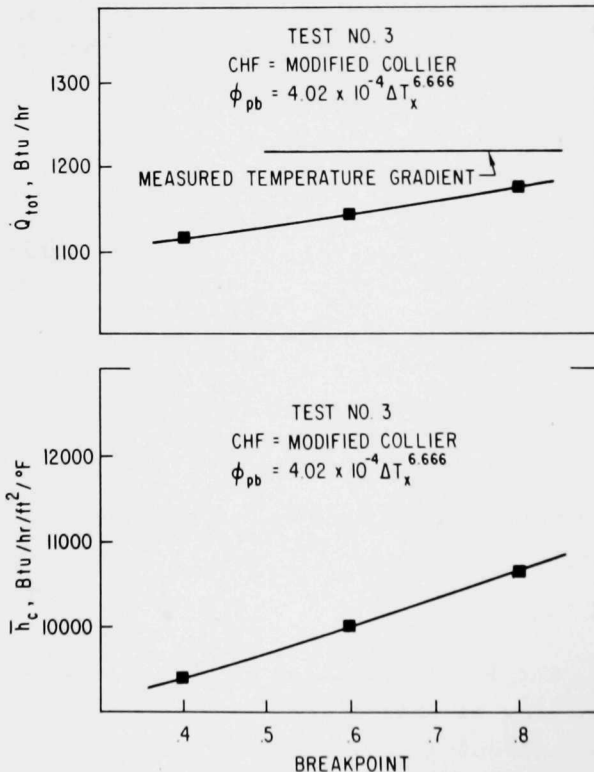 TEST NO. 3
CHF = MODIFIED COLLIER
ϕpb = 4.02 x 10^-4 ΔTx^6.666
1300
1200
1100
Q̇tot , Btu/hr
MEASURED TEMPERATURE GRADIENT
TEST NO. 3
CHF = MODIFIED COLLIER
ϕpb = 4.02 x 10^-4 ΔTx^6.666
12000
11000
10000
h̅c, Btu/hr/ft²/°F
.4 .5 .6 .7 .8
BREAKPOINT